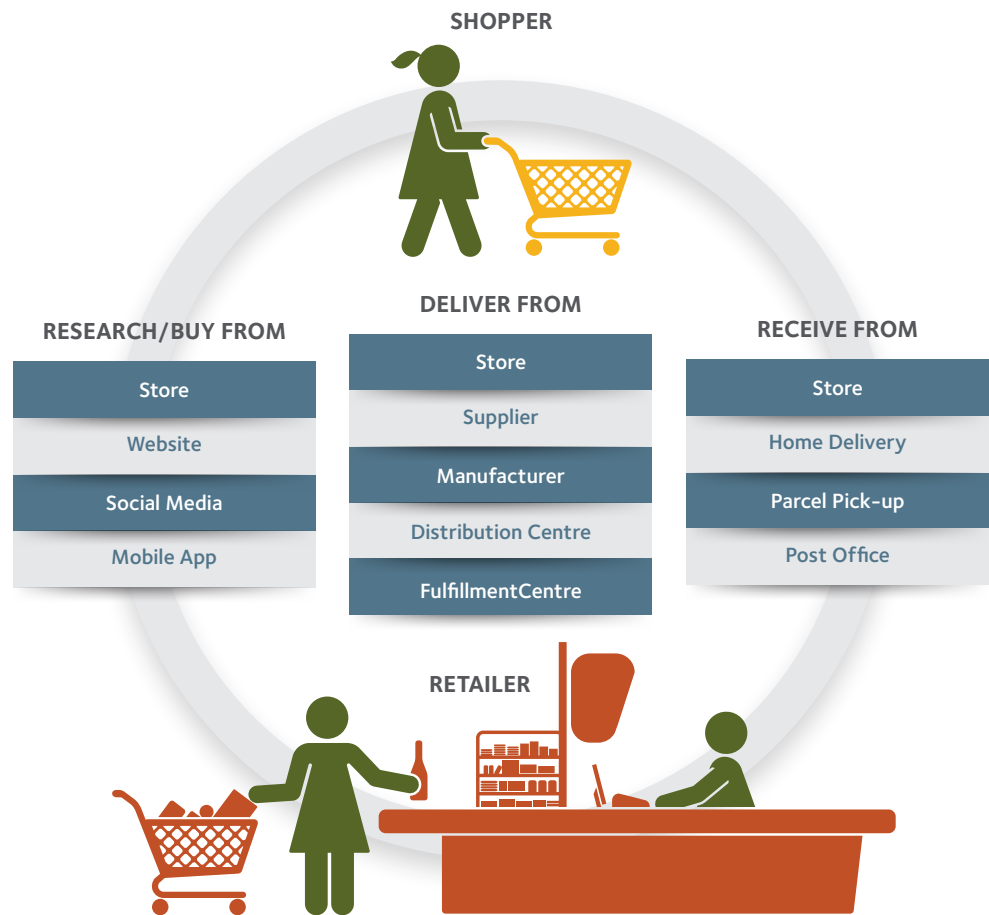 SHOPPER
RESEARCH/BUY FROM
Store
Website
Social Media
Mobile App
DELIVER FROM
Store
Supplier
Manufacturer
Distribution Centre
FulfillmentCentre
RECEIVE FROM
Store
Home Delivery
Parcel Pick-up
Post Office
RETAILER